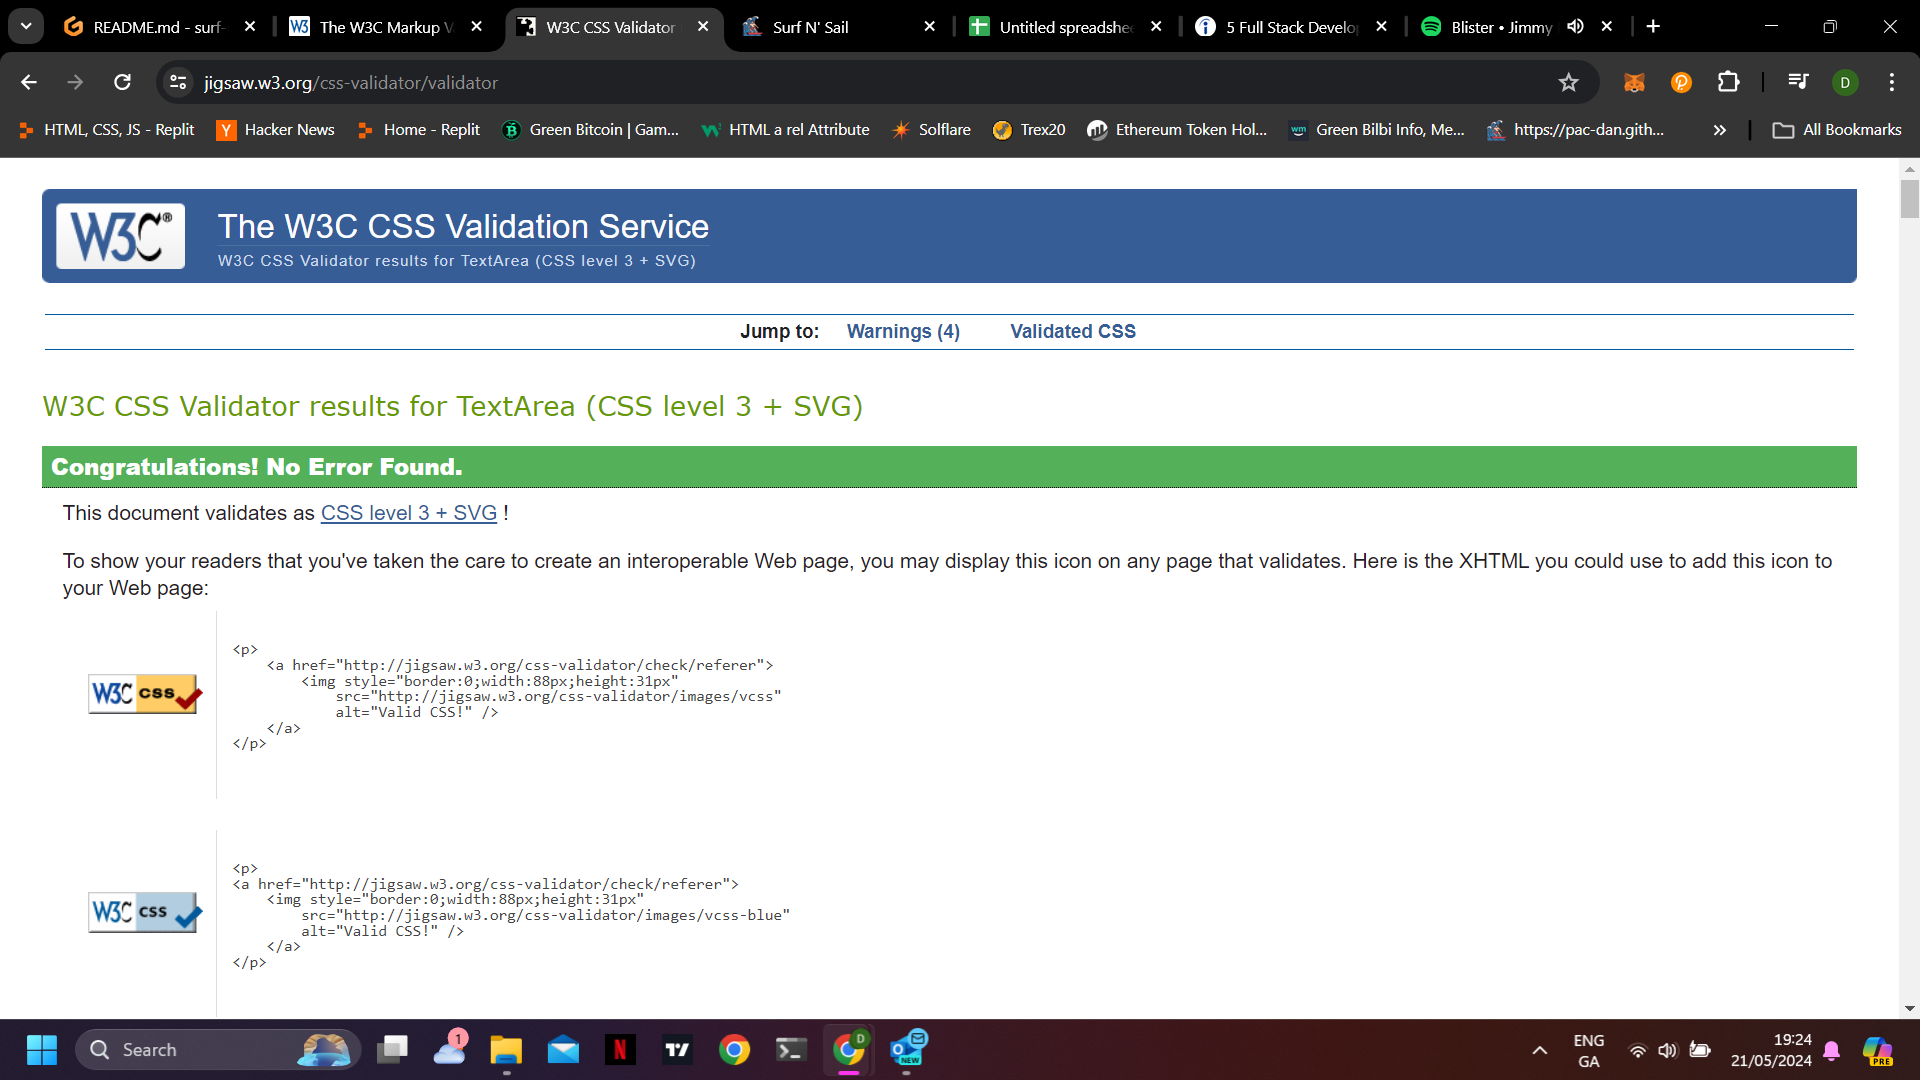 README.md - surf-
The W3C Markup V
W3C CSS Validator
Surf N' Sail
Untitled spreadshe
5 Full Stack Develo
Blister • Jimmy
jigsaw.w3.org/css-validator/validator
D
HTML, CSS, JS - Replit
Hacker News
Home - Replit
Green Bitcoin | Gam...
HTML a rel Attribute
Solflare
Trex20
Ethereum Token Hol...
Green Bilbi Info, Me...
https://pac-dan.gith...
All Bookmarks
W3C®
The W3C CSS Validation Service
W3C CSS Validator results for TextArea (CSS level 3 + SVG)
Jump to: Warnings (4) Validated CSS
W3C CSS Validator results for TextArea (CSS level 3 + SVG)
Congratulations! No Error Found.
This document validates as CSS level 3 + SVG !
To show your readers that you've taken the care to create an interoperable Web page, you may display this icon on any page that validates. Here is the XHTML you could use to add this icon to
your Web page:
W3C css
<p>
<a href="http://jigsaw.w3.org/css-validator/check/referer">
<img style="border:0;width:88px;height:31px"
src="http://jigsaw.w3.org/css-validator/images/vcss"
alt="Valid CSS!" />
</a>
</p>
W3C css
<p>
<a href="http://jigsaw.w3.org/css-validator/check/referer">
<img style="border:0;width:88px;height:31px"
src="http://jigsaw.w3.org/css-validator/images/vcss-blue"
alt="Valid CSS!" />
</a>
</p>
Search
1
N
D
NEW
ENG
GA
19:24
21/05/2024
PRE